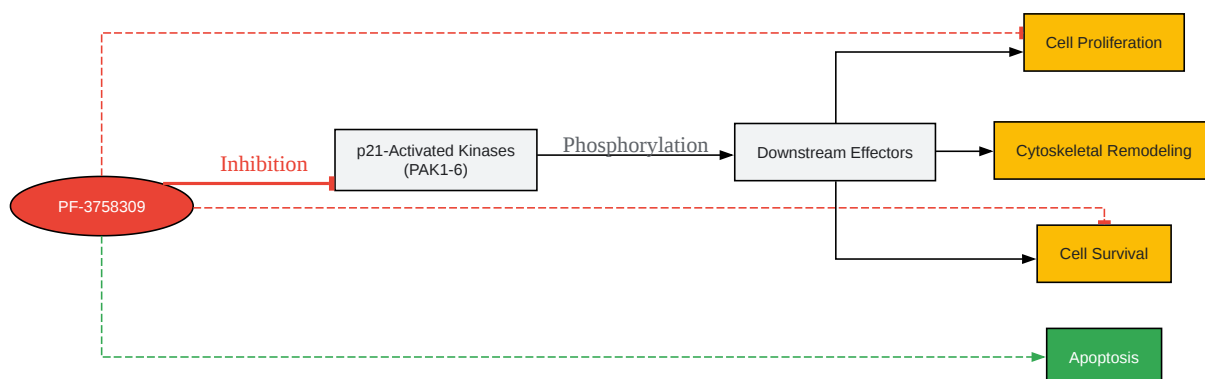 Cell Proliferation
Inhibition
p21-Activated Kinases
(PAK1-6)
Phosphorylation
Downstream Effectors
Cytoskeletal Remodeling
PF-3758309
Cell Survival
Apoptosis